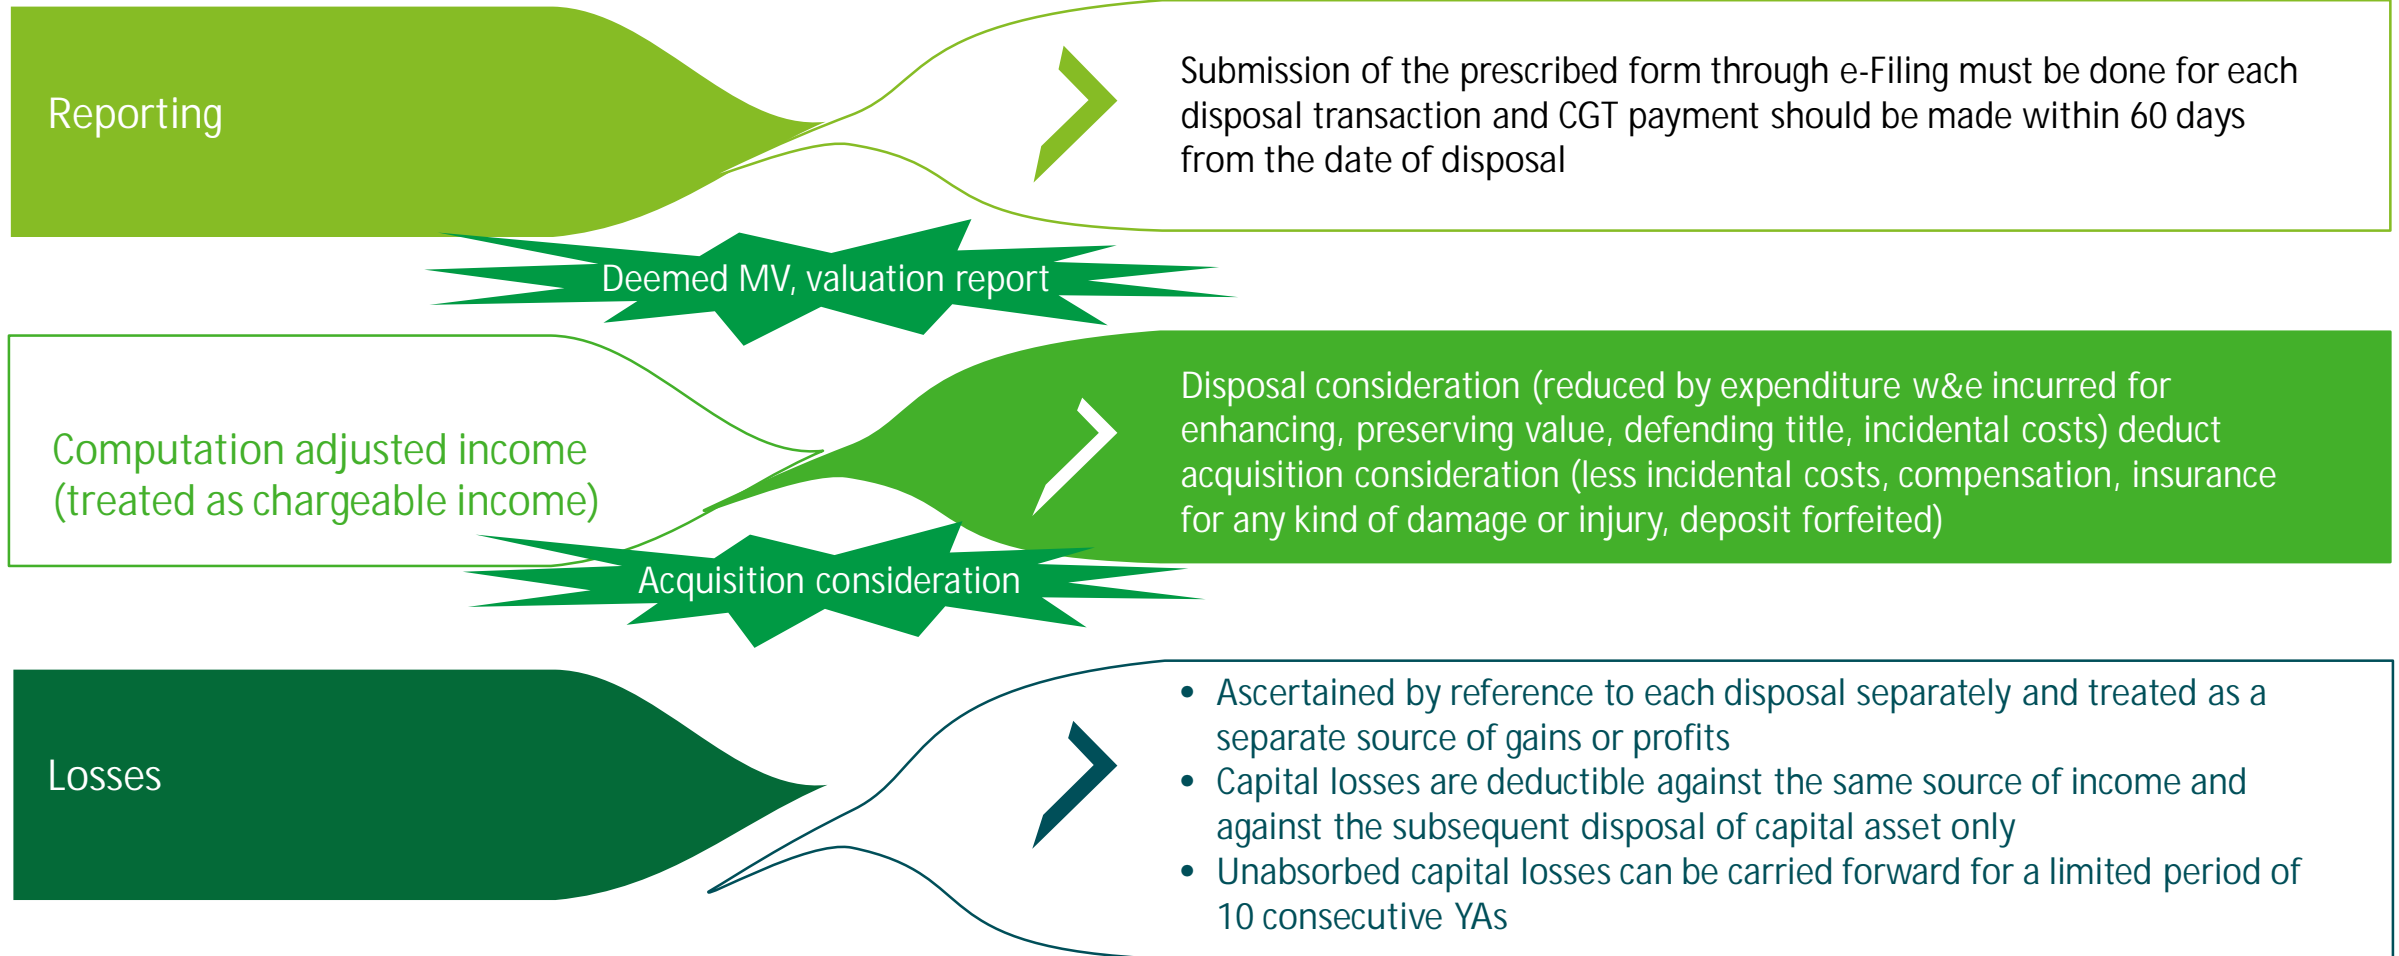 Reporting
Submission of the prescribed form through e-Filing must be done for each
disposal transaction and CGT payment should be made within 60 days
from the date of disposal
Deemed MV, valuation report
Computation adjusted income
(treated as chargeable income)
Disposal consideration (reduced by expenditure w&e incurred for
enhancing, preserving value, defending title, incidental costs) deduct
acquisition consideration (less incidental costs, compensation, insurance
for any kind of damage or injury, deposit forfeited)
Acquisition consideration
Losses
• Ascertained by reference to each disposal separately and treated as a
separate source of gains or profits
• Capital losses are deductible against the same source of income and
against the subsequent disposal of capital asset only
• Unabsorbed capital losses can be carried forward for a limited period of
10 consecutive YAs